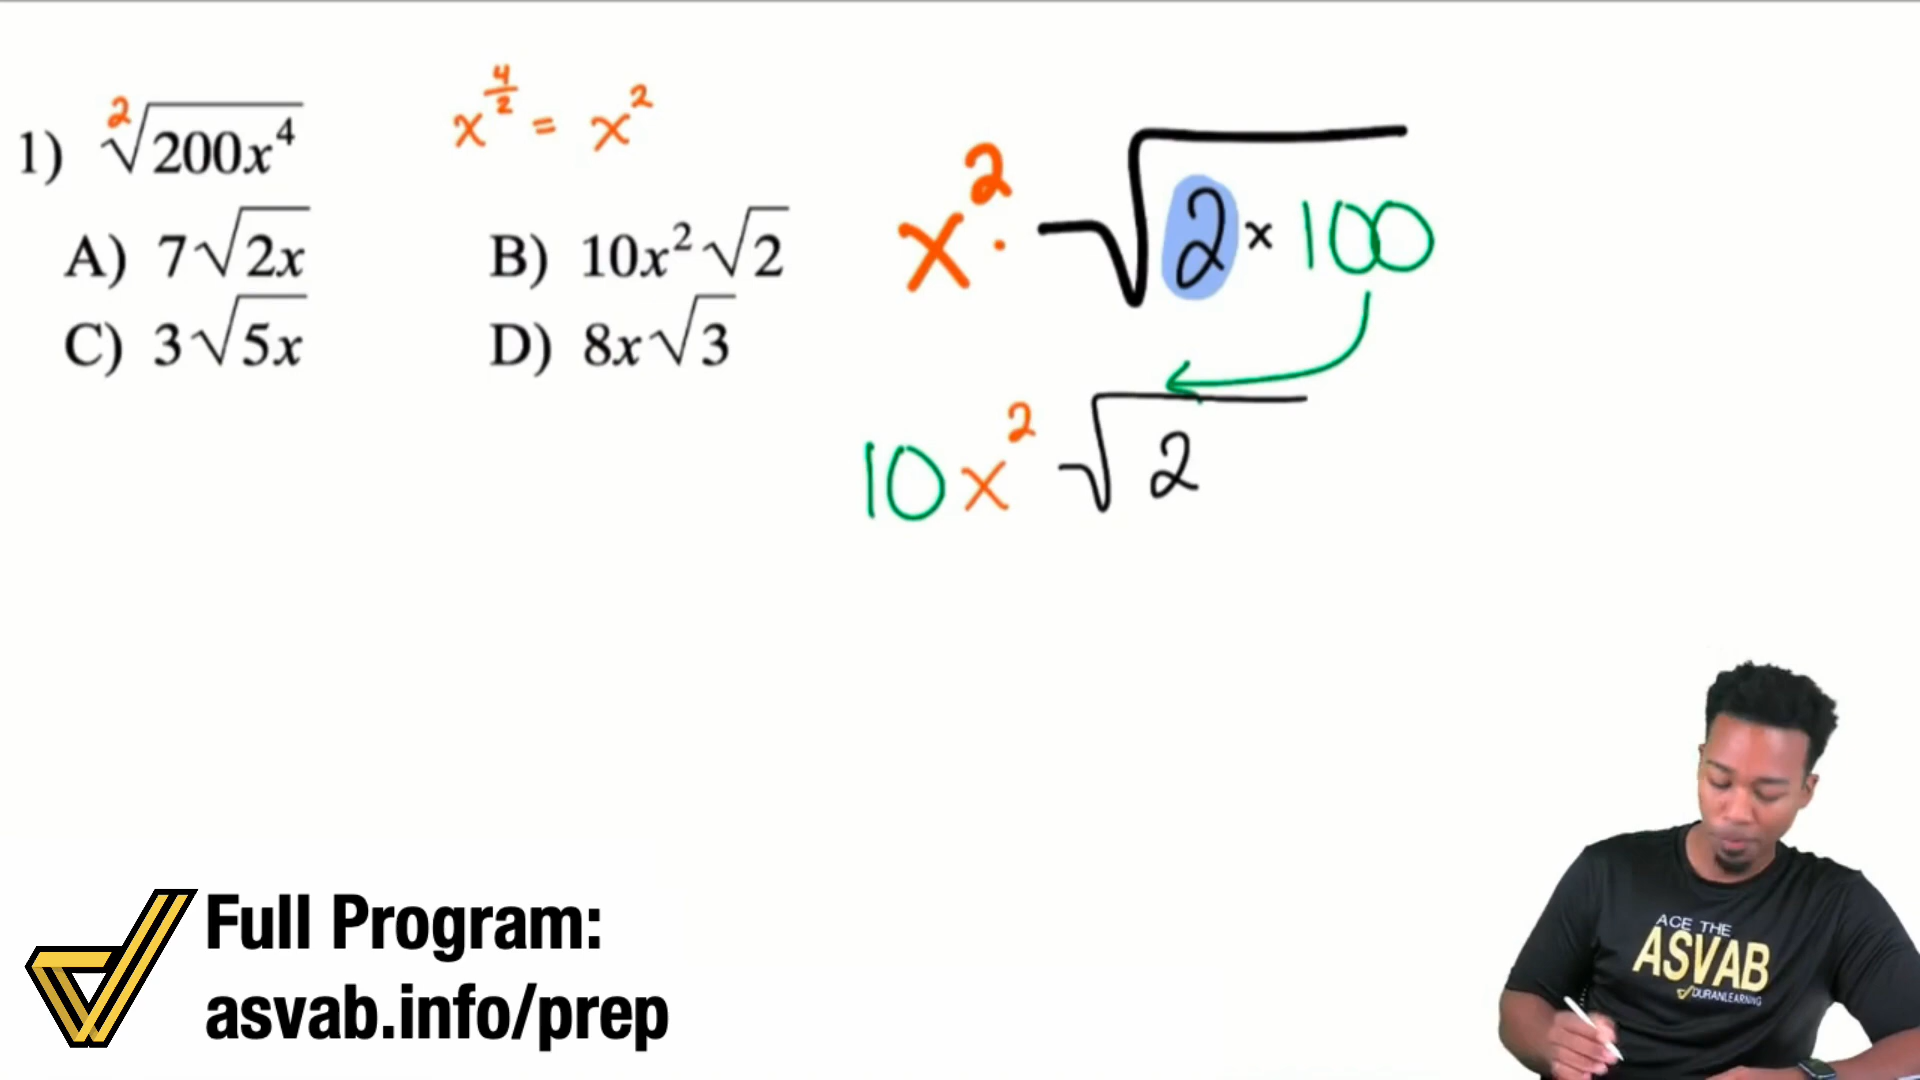 1) ²√200x⁴
A) 7√2x B) 10x²√2
C) 3√5x D) 8x√3
x^(4/2) = x²
x² · √2 × 100
10x² √2
Full Program:
asvab.info/prep
ACE THE
ASVAB
DURANLEARNING